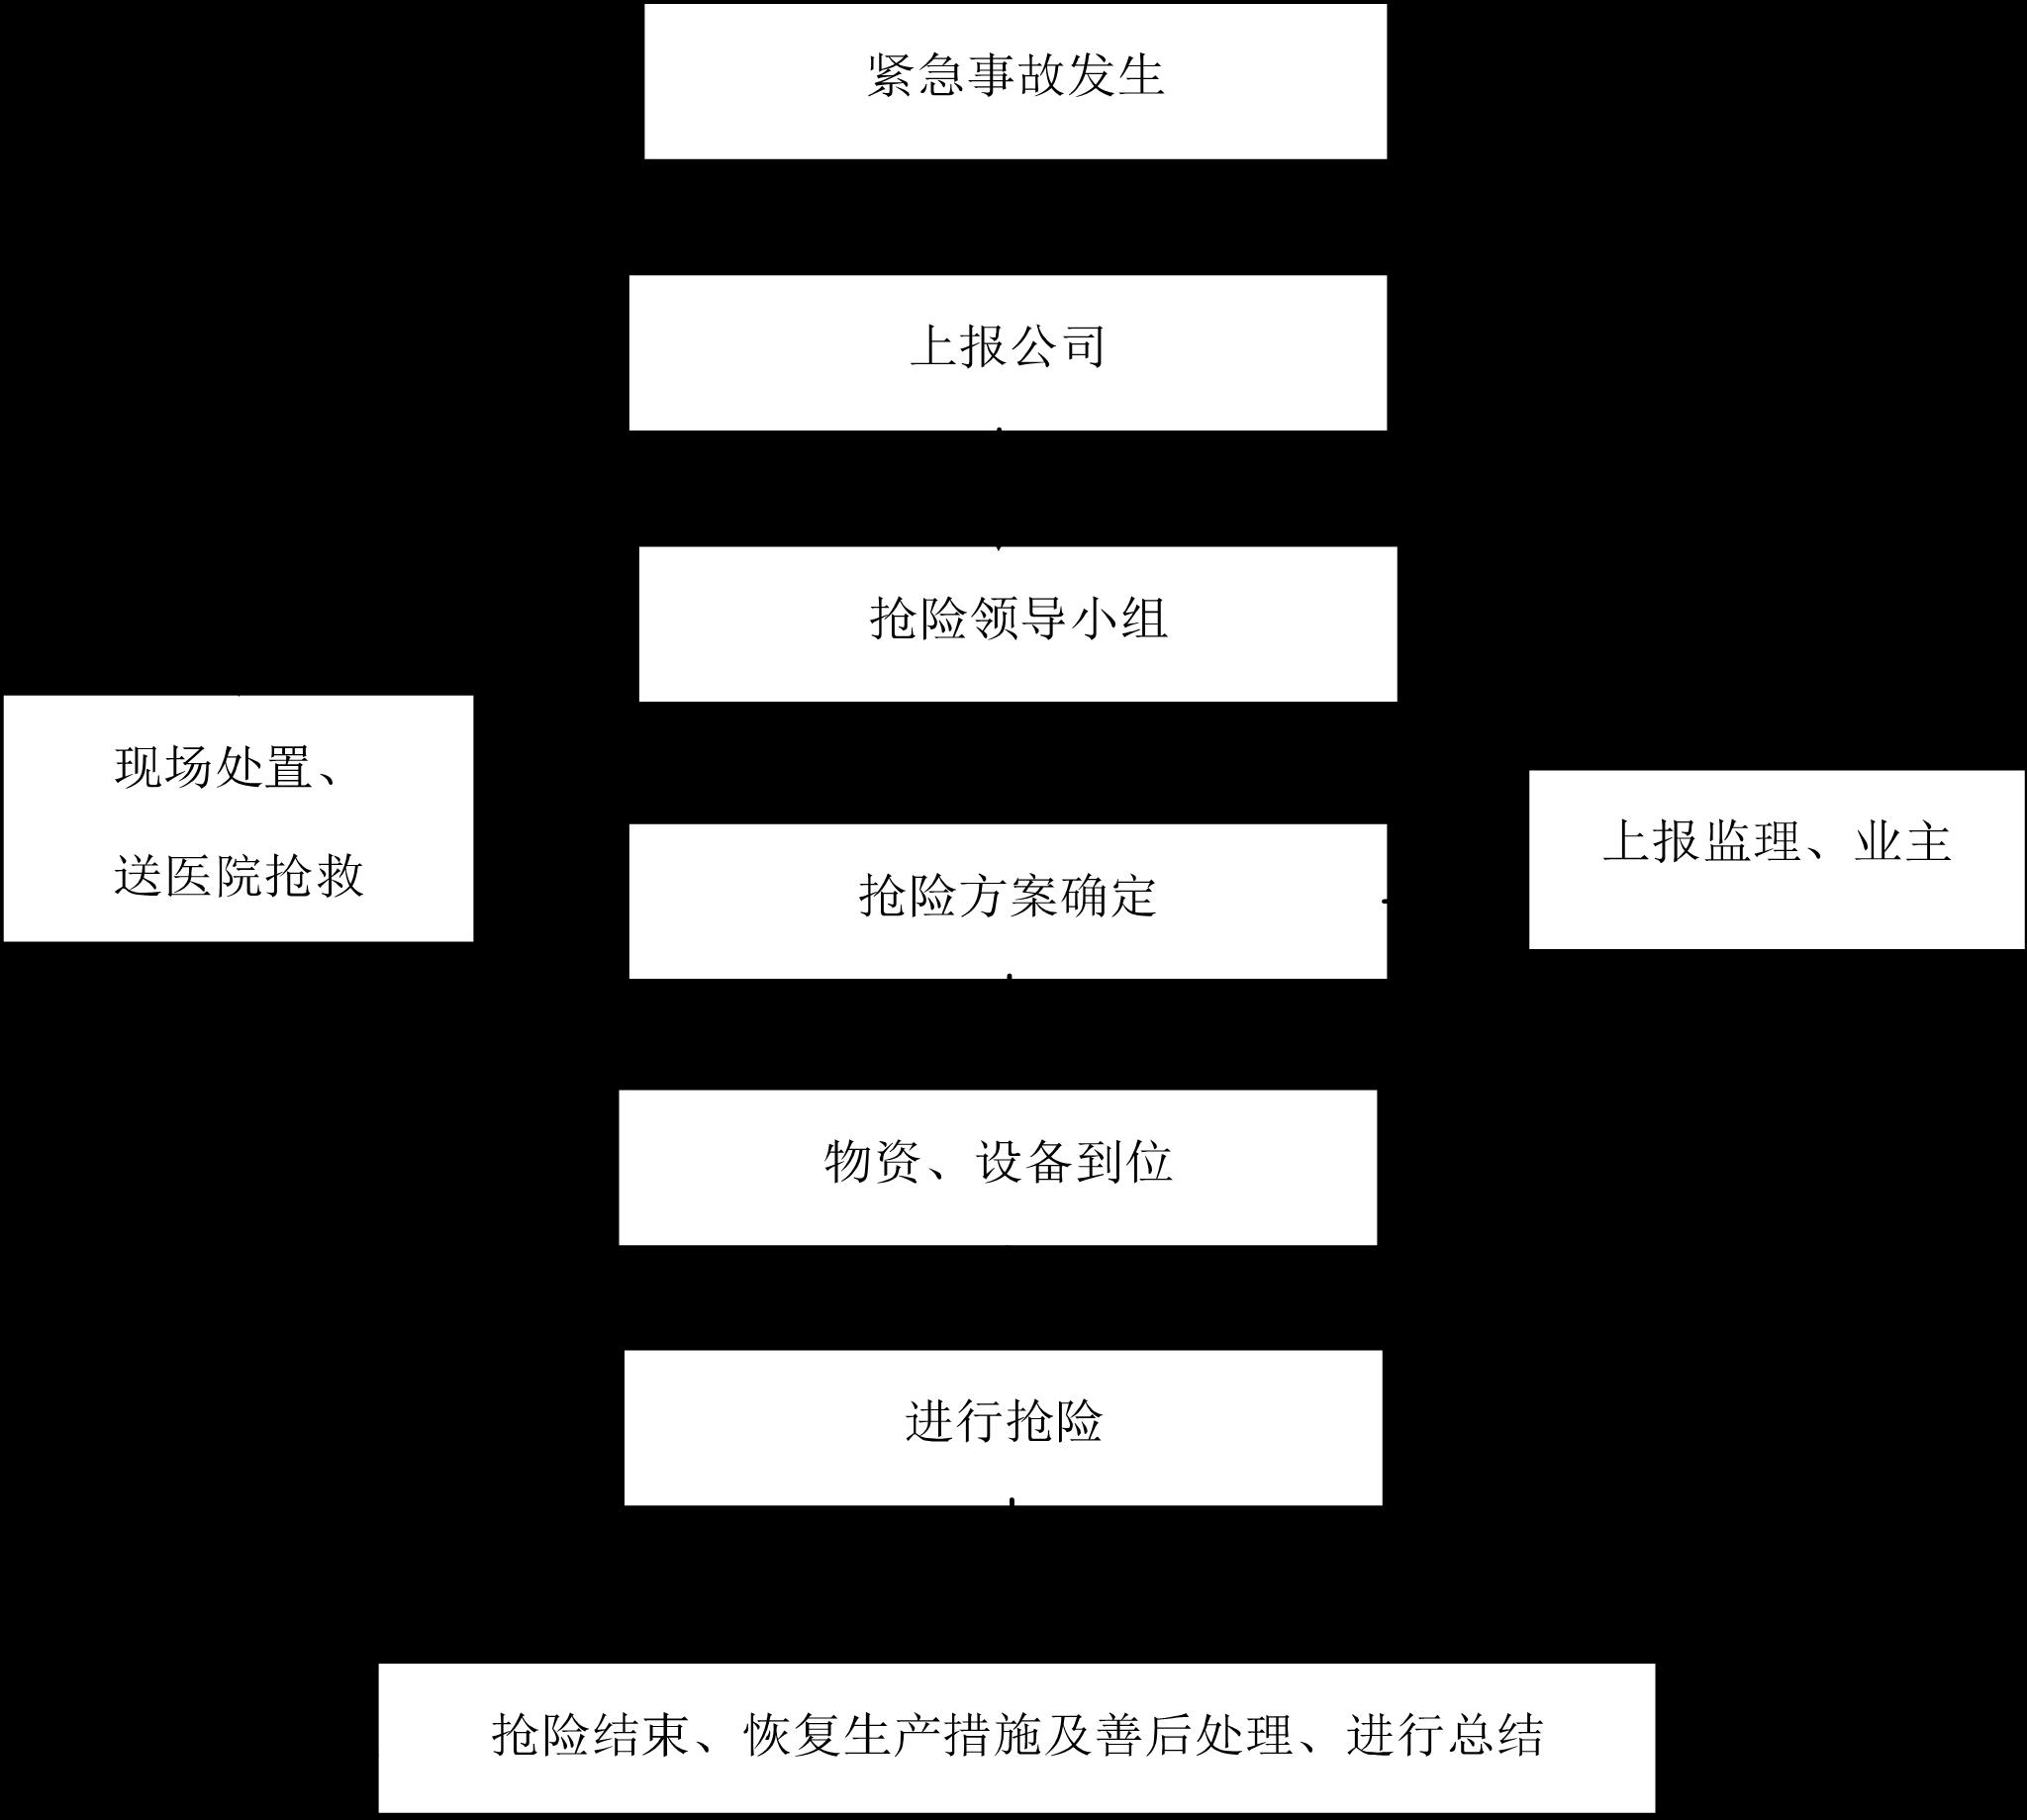 紧急事故发生
上报公司
抢险领导小组
现场处置、
送医院抢救
上报监理、业主
抢险方案确定
物资、设备到位
进行抢险
抢险结束、恢复生产措施及善后处理、进行总结